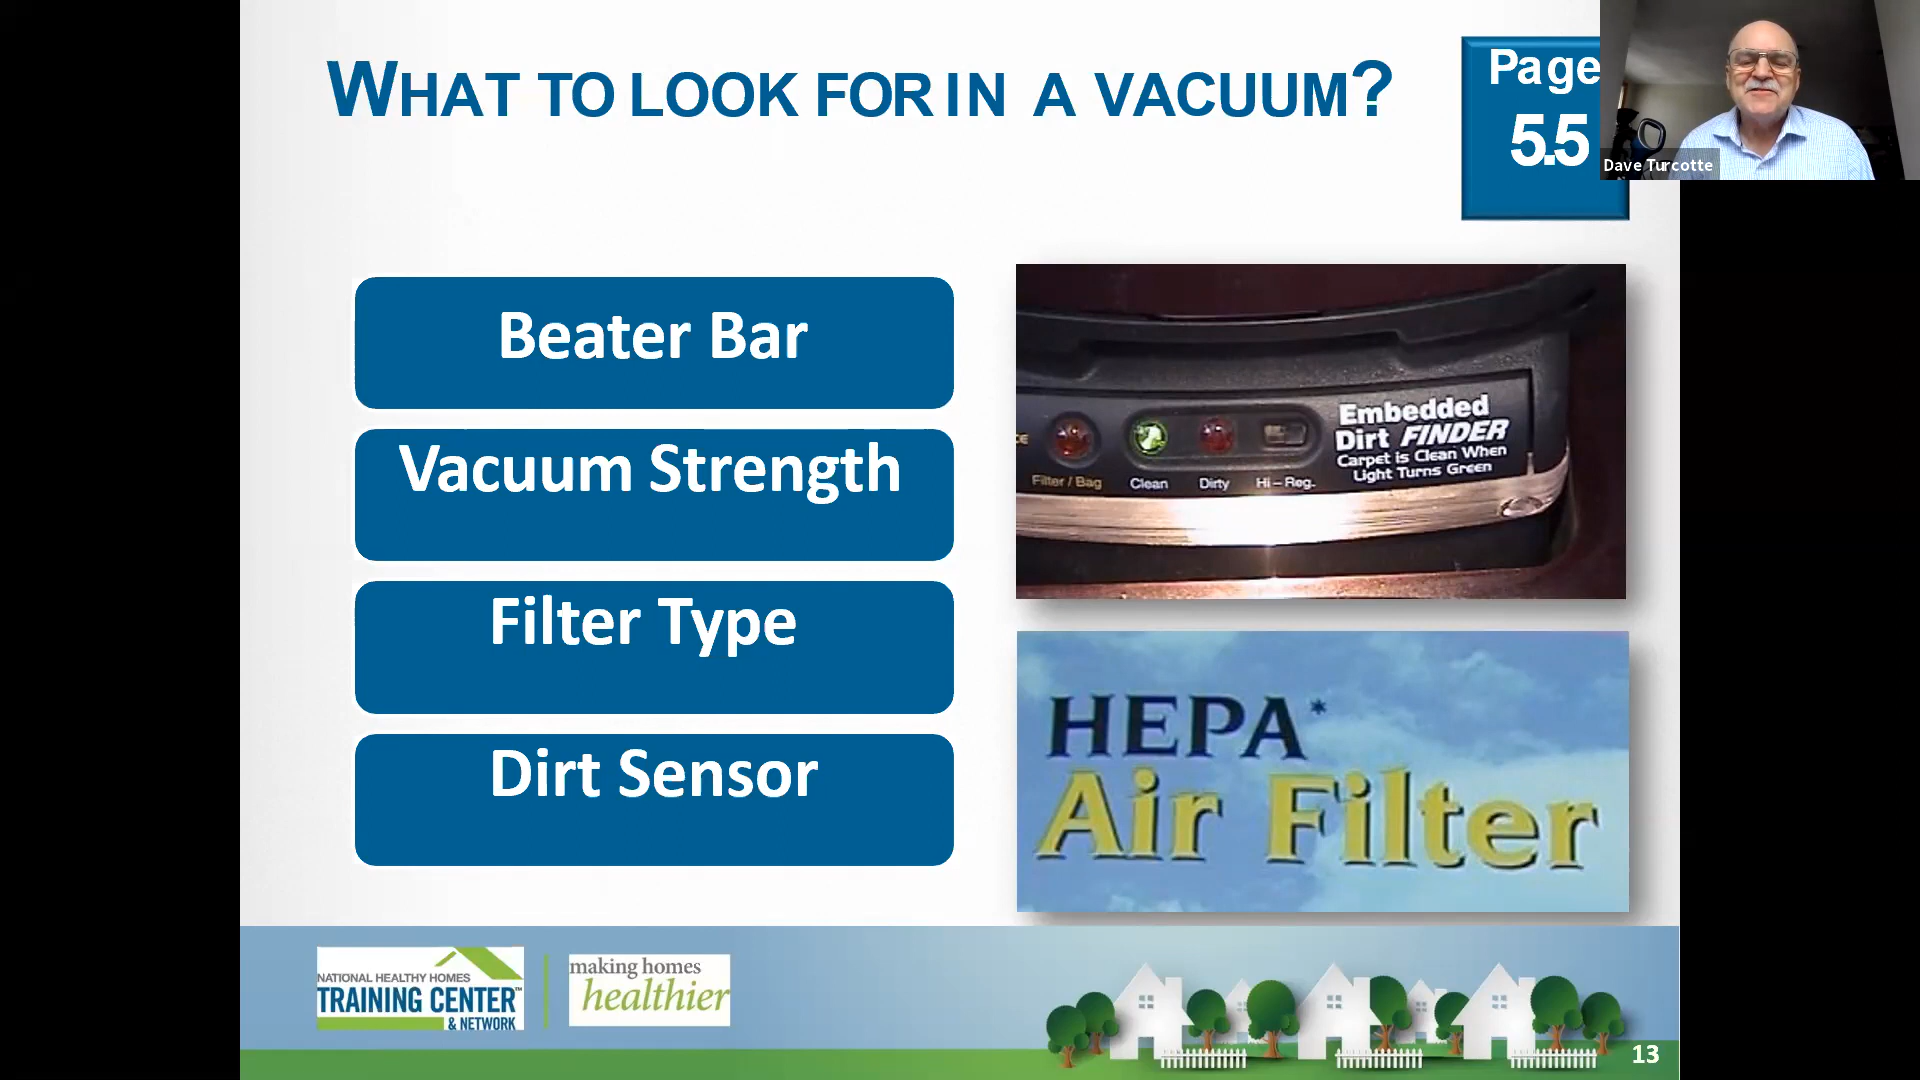 WHAT TO LOOK FOR IN A VACUUM?
Page
5.5
Dave Turcotte
Beater Bar
Vacuum Strength
Filter Type
Dirt Sensor
Embedded
Dirt FINDER
Carpet is Clean When
Light Turns Green
Filter / Bag Clean Dirty Hi – Reg.
HEPA*
Air Filter
NATIONAL HEALTHY HOMES
TRAINING CENTER™
& NETWORK
making homes
healthier
13